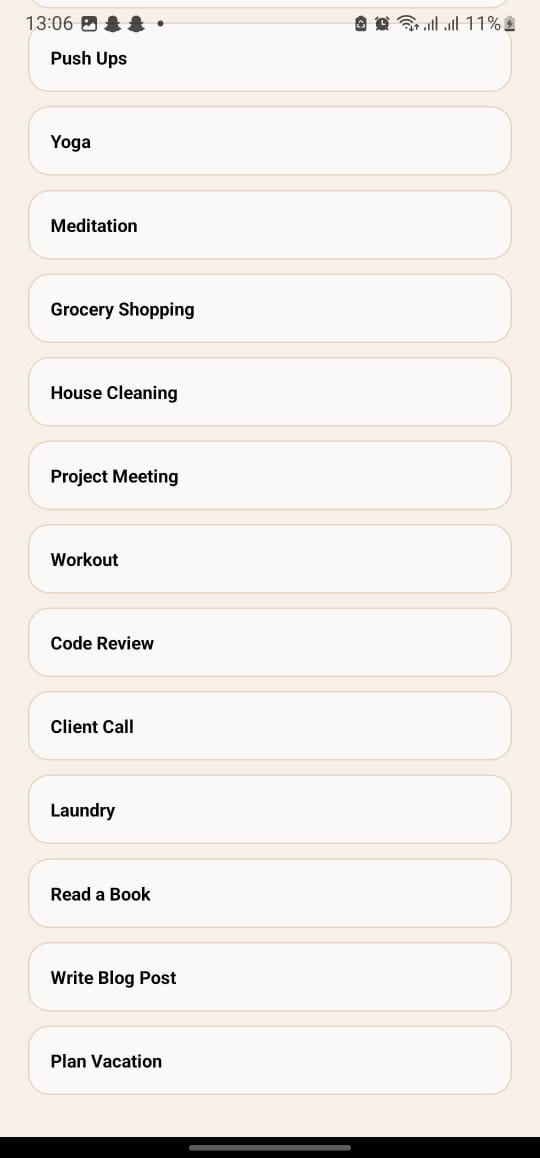 13:06
11%
Push Ups
Yoga
Meditation
Grocery Shopping
House Cleaning
Project Meeting
Workout
Code Review
Client Call
Laundry
Read a Book
Write Blog Post
Plan Vacation